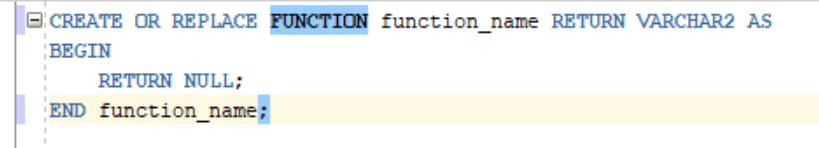 CREATE OR REPLACE FUNCTION function_name RETURN VARCHAR2 AS
BEGIN
    RETURN NULL;
END function_name;